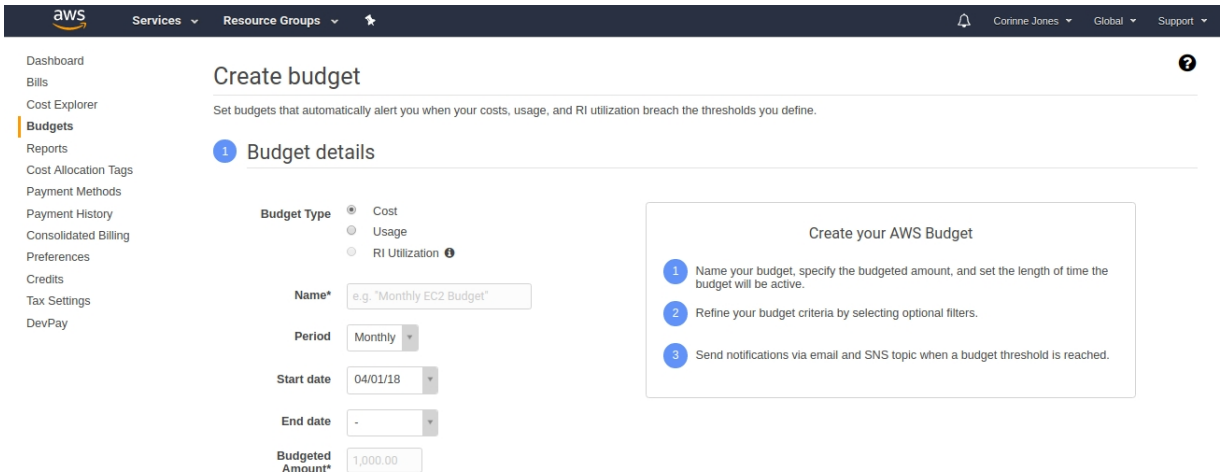 aws Services Resource Groups Corinne Jones Global Support
Dashboard
Bills
Cost Explorer
Budgets
Reports
Cost Allocation Tags
Payment Methods
Payment History
Consolidated Billing
Preferences
Credits
Tax Settings
DevPay
Create budget
Set budgets that automatically alert you when your costs, usage, and RI utilization breach the thresholds you define.
1 Budget details
Budget Type Cost
Usage
RI Utilization
Name* e.g. "Monthly EC2 Budget"
Period Monthly
Start date 04/01/18
End date -
Budgeted
Amount* 1,000.00
Create your AWS Budget
1 Name your budget, specify the budgeted amount, and set the length of time the
budget will be active.
2 Refine your budget criteria by selecting optional filters.
3 Send notifications via email and SNS topic when a budget threshold is reached.